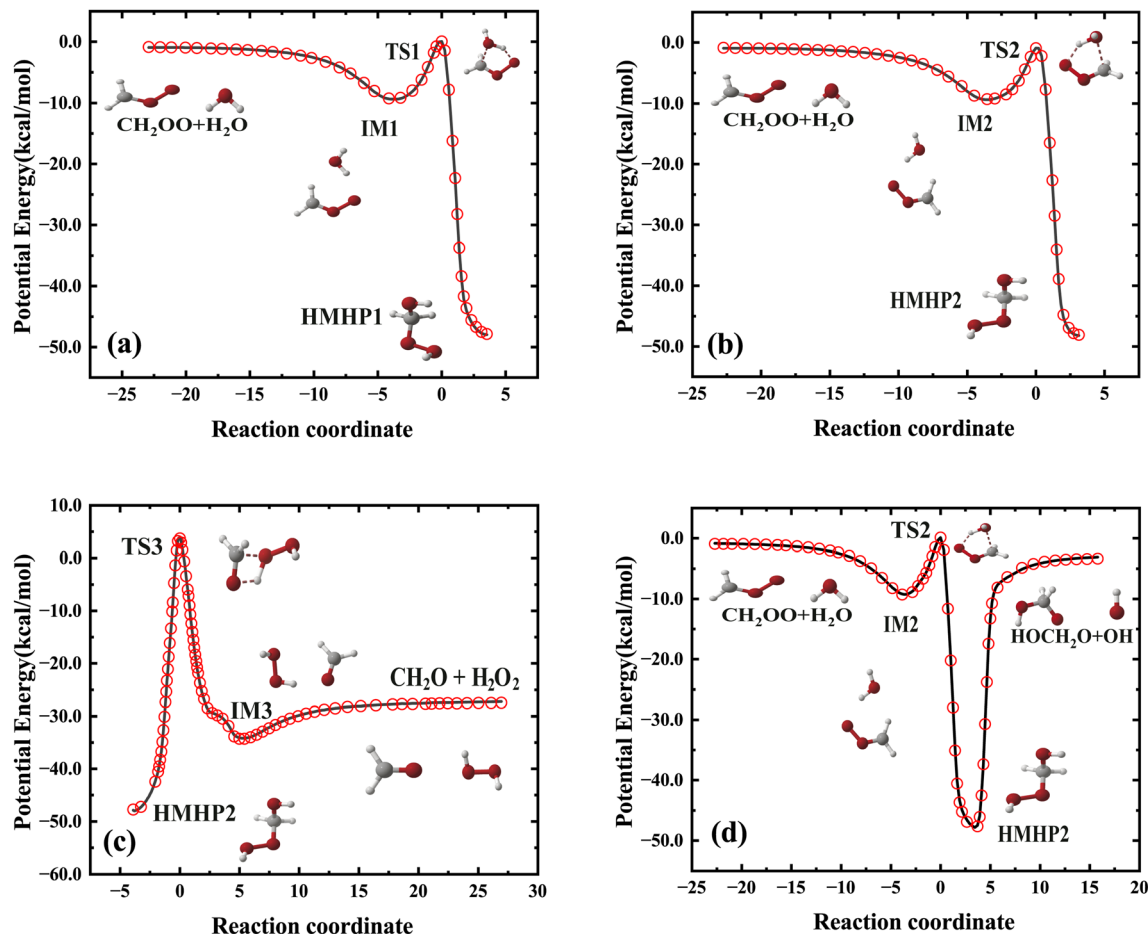 0.0
−10.0
−20.0
−30.0
−40.0
−50.0
Potential Energy(kcal/mol)
TS1
CH₂OO+H₂O
IM1
HMHP1
(a)
−25 −20 −15 −10 −5 0 5
Reaction coordinate
0.0
−10.0
−20.0
−30.0
−40.0
−50.0
Potential Energy(kcal/mol)
TS2
CH₂OO+H₂O
IM2
HMHP2
(b)
−25 −20 −15 −10 −5 0 5
Reaction coordinate
10.0
0.0
−10.0
−20.0
−30.0
−40.0
−50.0
−60.0
Potential Energy(kcal/mol)
TS3
CH₂O + H₂O₂
IM3
HMHP2
(c)
−5 0 5 10 15 20 25 30
Reaction coordinate
0.0
−10.0
−20.0
−30.0
−40.0
−50.0
Potential Energy(kcal/mol)
TS2
CH₂OO+H₂O
IM2
HOCH₂O+OH
HMHP2
(d)
−25 −20 −15 −10 −5 0 5 10 15 20
Reaction coordinate